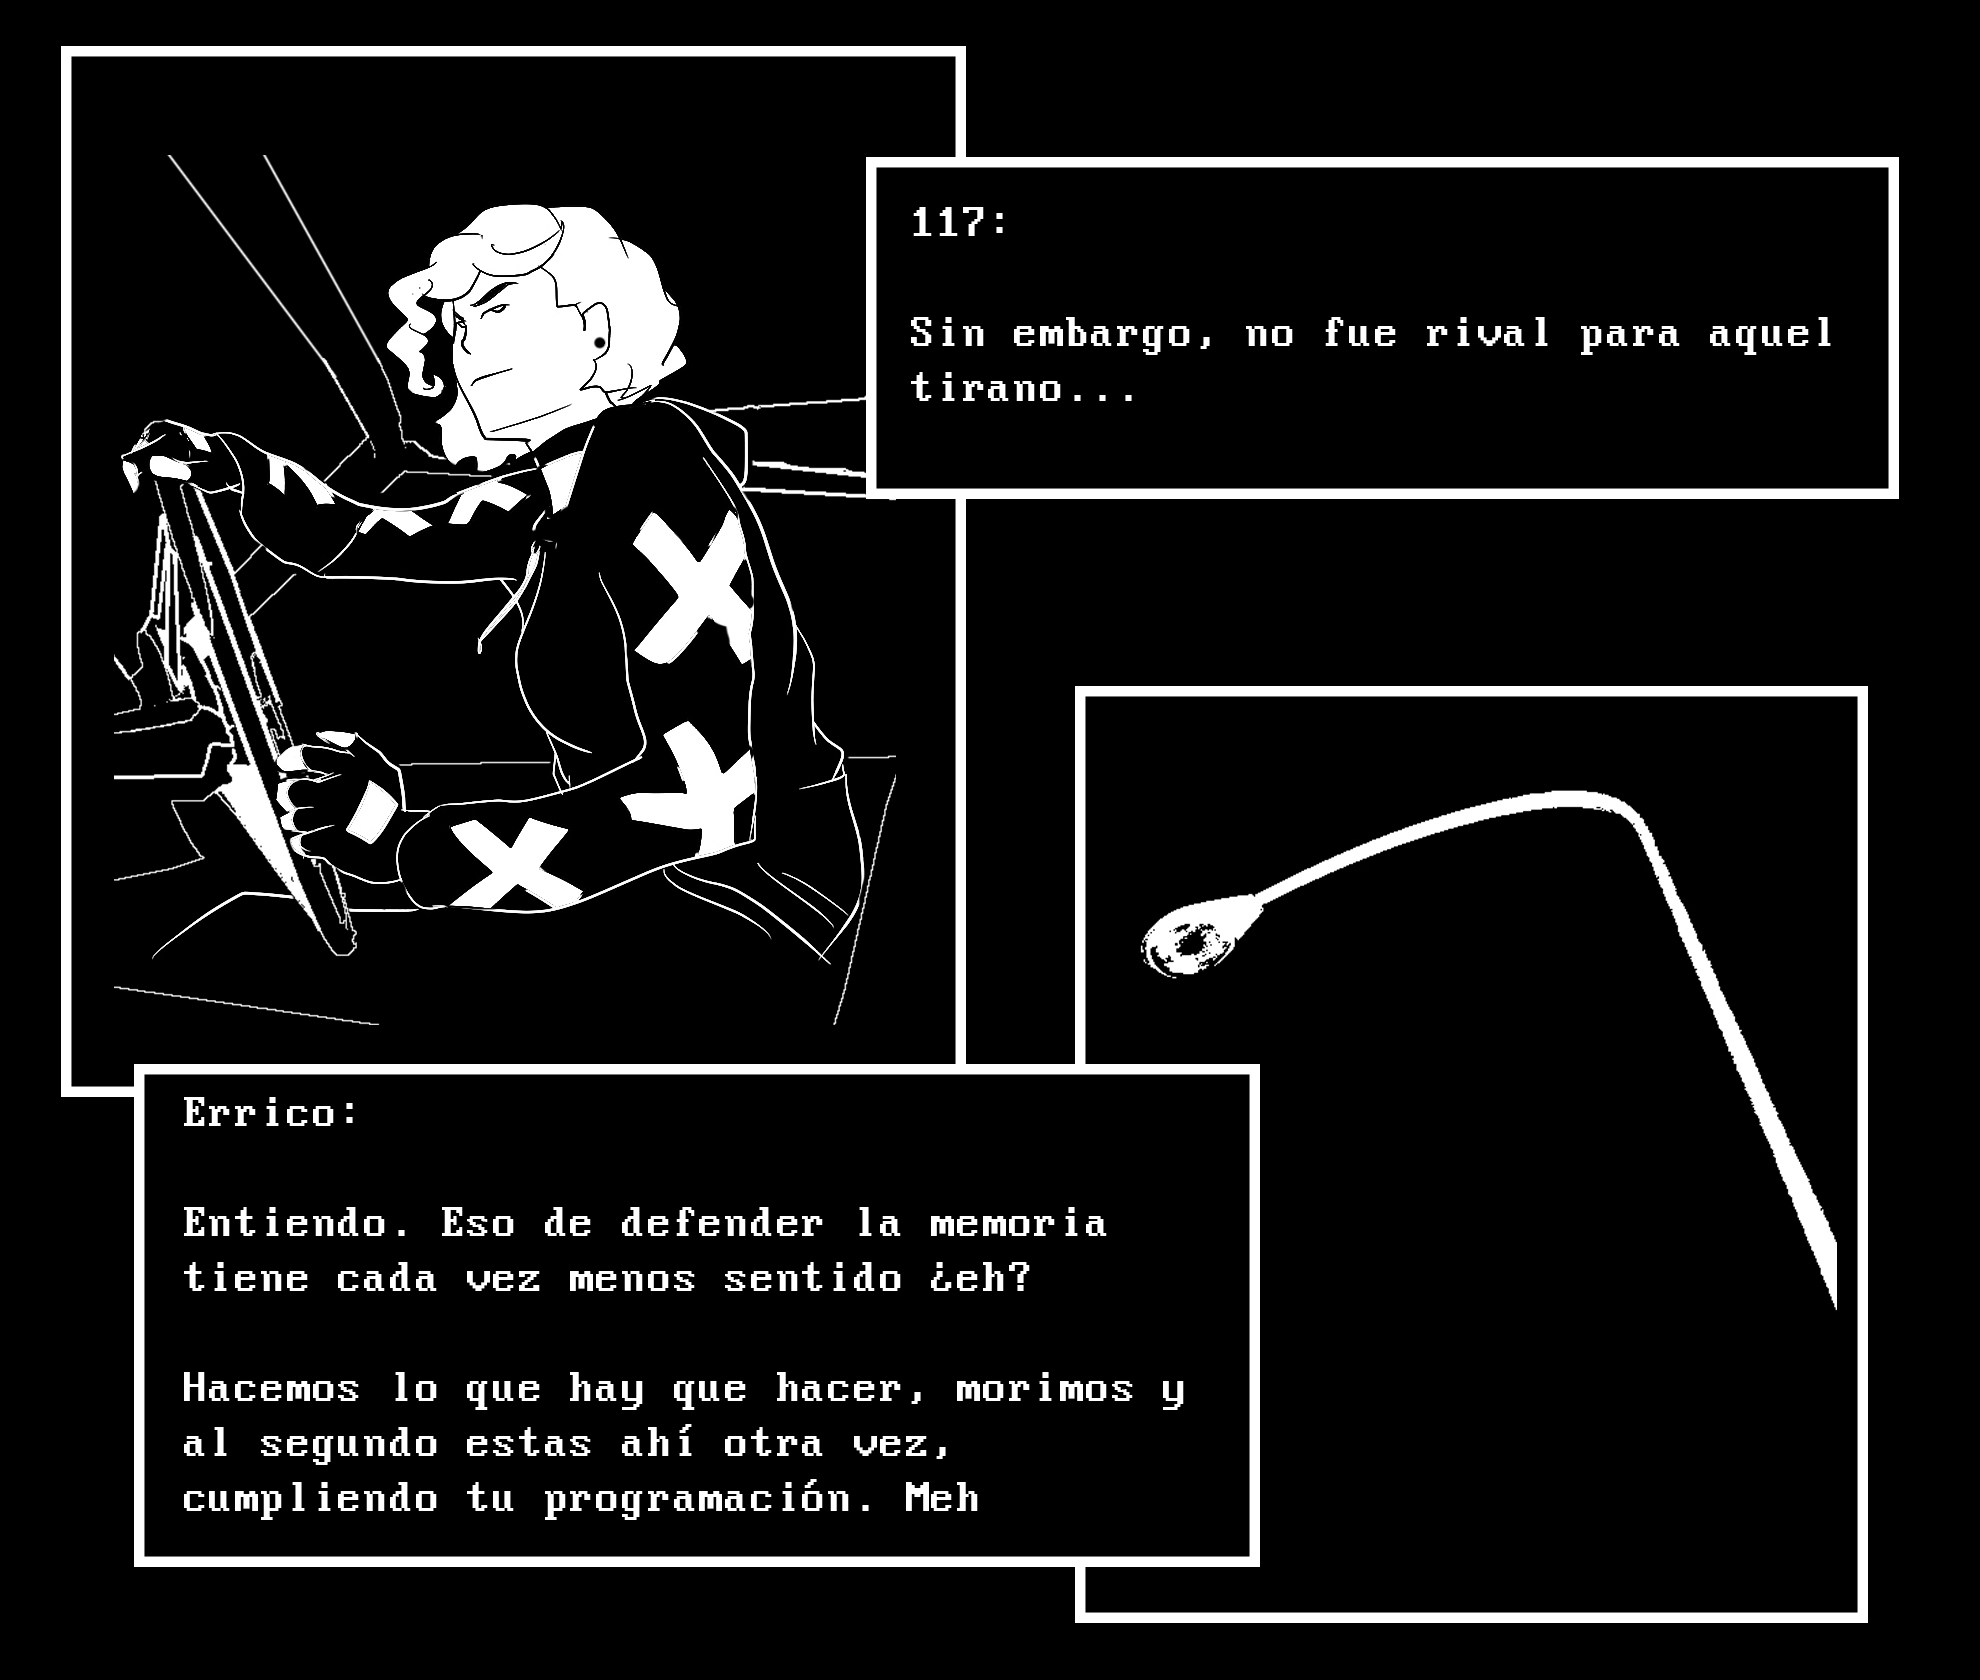 117:
Sin embargo, no fue rival para aquel
tirano...
Errico:
Entiendo. Eso de defender la memoria
tiene cada vez menos sentido ¿eh?
Hacemos lo que hay que hacer, morimos y
al segundo estas ahí otra vez,
cumpliendo tu programación. Meh